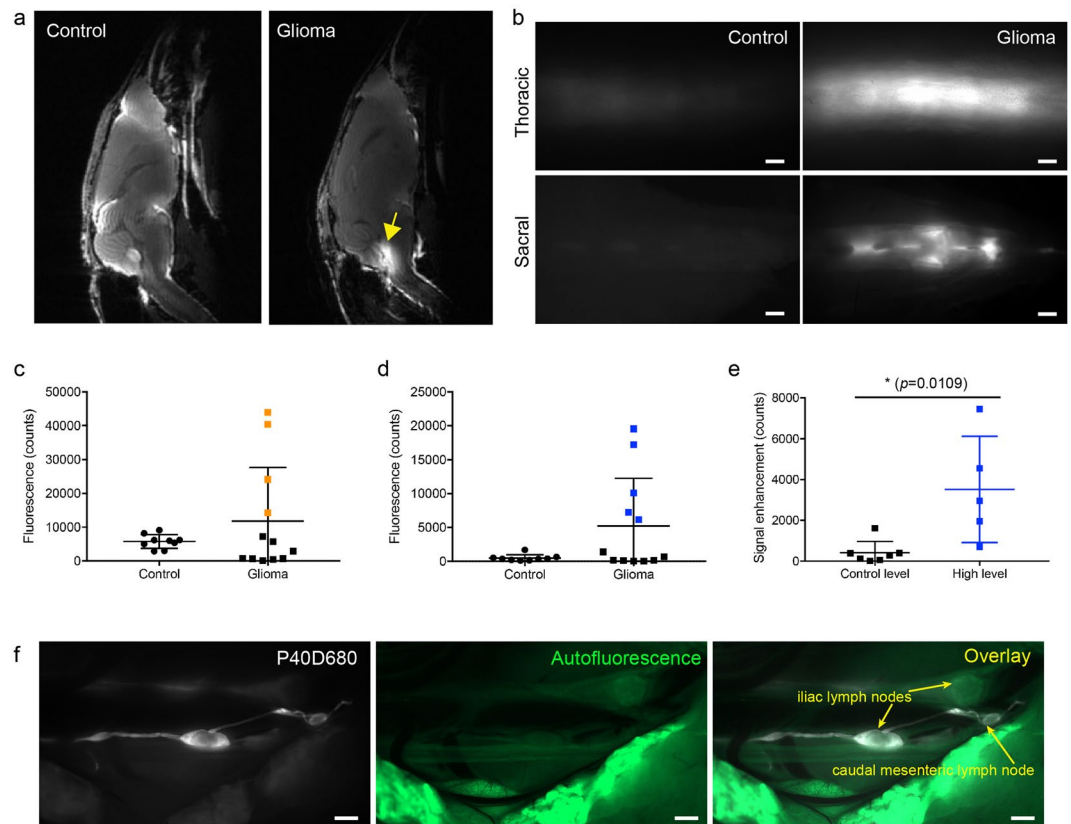 a
Control
Glioma
b
Control
Glioma
Thoracic
Sacral
c
Fluorescence (counts)
50000
40000
30000
20000
10000
0
Control
Glioma
d
Fluorescence (counts)
25000
20000
15000
10000
5000
0
Control
Glioma
e
* (p=0.0109)
Signal enhancement (counts)
8000
6000
4000
2000
0
Control level
High level
f
P40D680
Autofluorescence
Overlay
iliac lymph nodes
caudal mesenteric lymph node